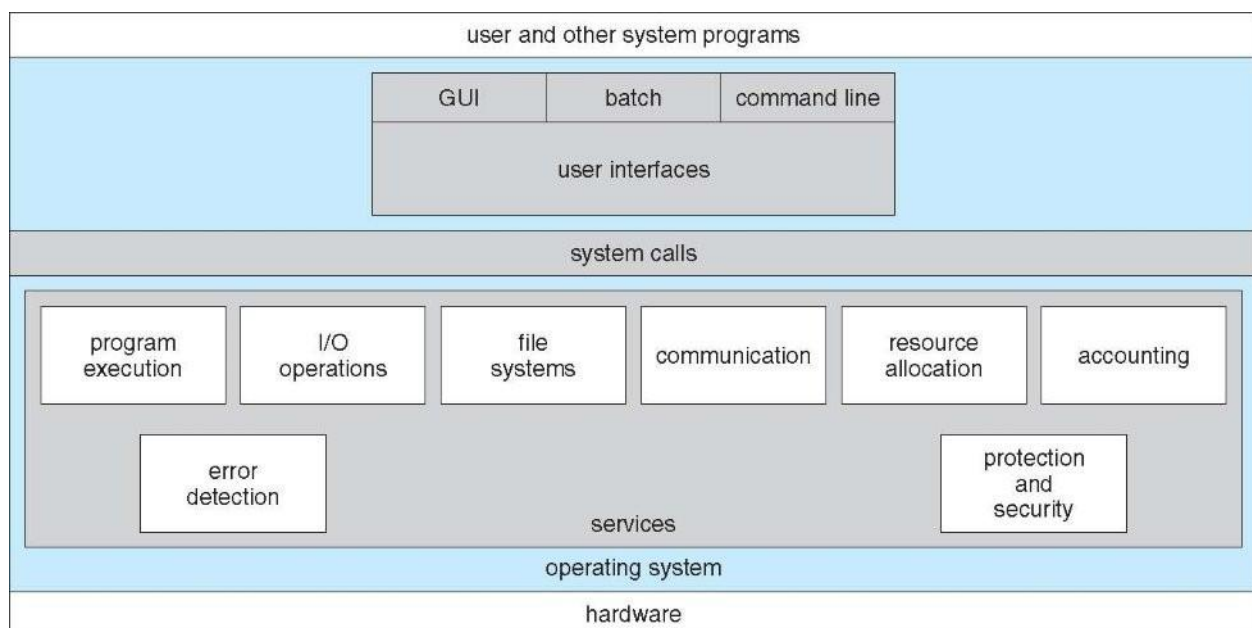 user and other system programs
GUI batch command line
user interfaces
system calls
program
execution
I/O
operations
file
systems
communication
resource
allocation
accounting
error
detection
protection
and
security
services
operating system
hardware